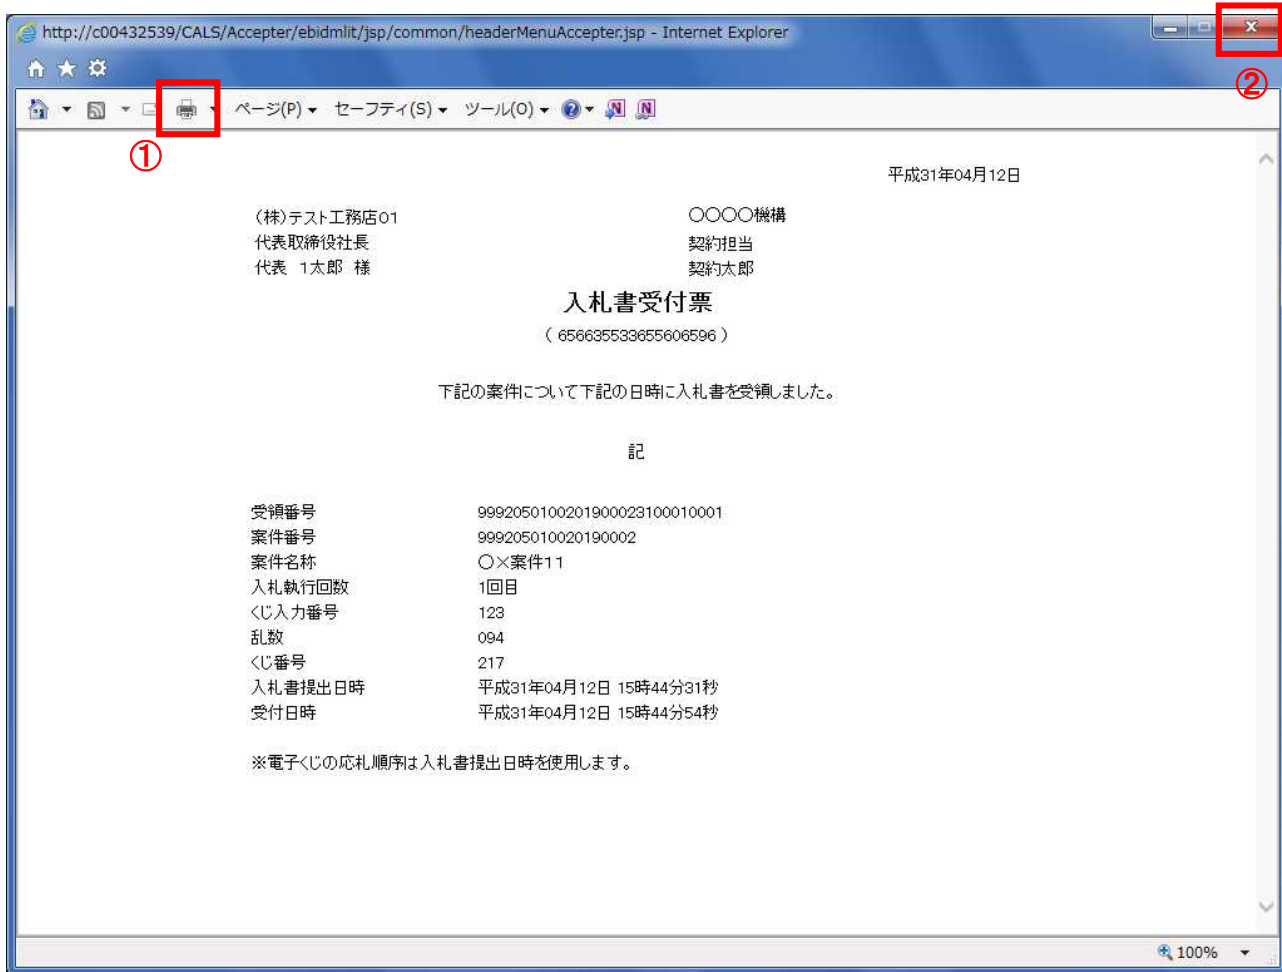 http://c00432539/CALS/Accepter/ebidmlit/jsp/common/headerMenuAccepter.jsp - Internet Explorer
②
ページ(P) セーフティ(S) ツール(O)
①
平成31年04月12日
(株)テスト工務店01 〇〇〇〇機構
代表取締役社長 契約担当
代表 1太郎 様 契約太郎
入札書受付票
( 656635533655606596 )
下記の案件について下記の日時に入札書を受領しました。
記
受領番号 9992050100201900023100010001
案件番号 999205010020190002
案件名称 〇×案件11
入札執行回数 1回目
くじ入力番号 123
乱数 094
くじ番号 217
入札書提出日時 平成31年04月12日 15時44分31秒
受付日時 平成31年04月12日 15時44分54秒
※電子くじの応札順序は入札書提出日時を使用します。
100%